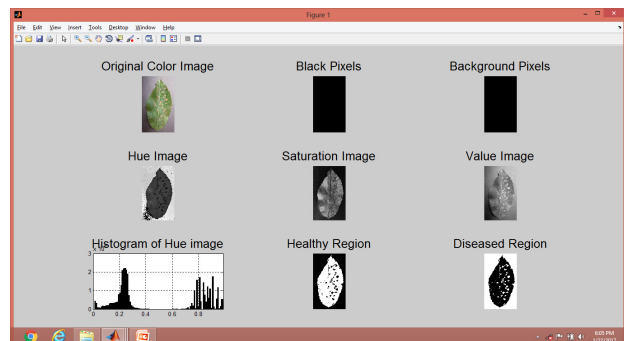 Figure 1
File Edit View Insert Tools Desktop Window Help
Original Color Image Black Pixels Background Pixels
Hue Image Saturation Image Value Image
Histogram of Hue image Healthy Region Diseased Region
3
2
1
0
0 0.2 0.4 0.6 0.8
6:05 PM